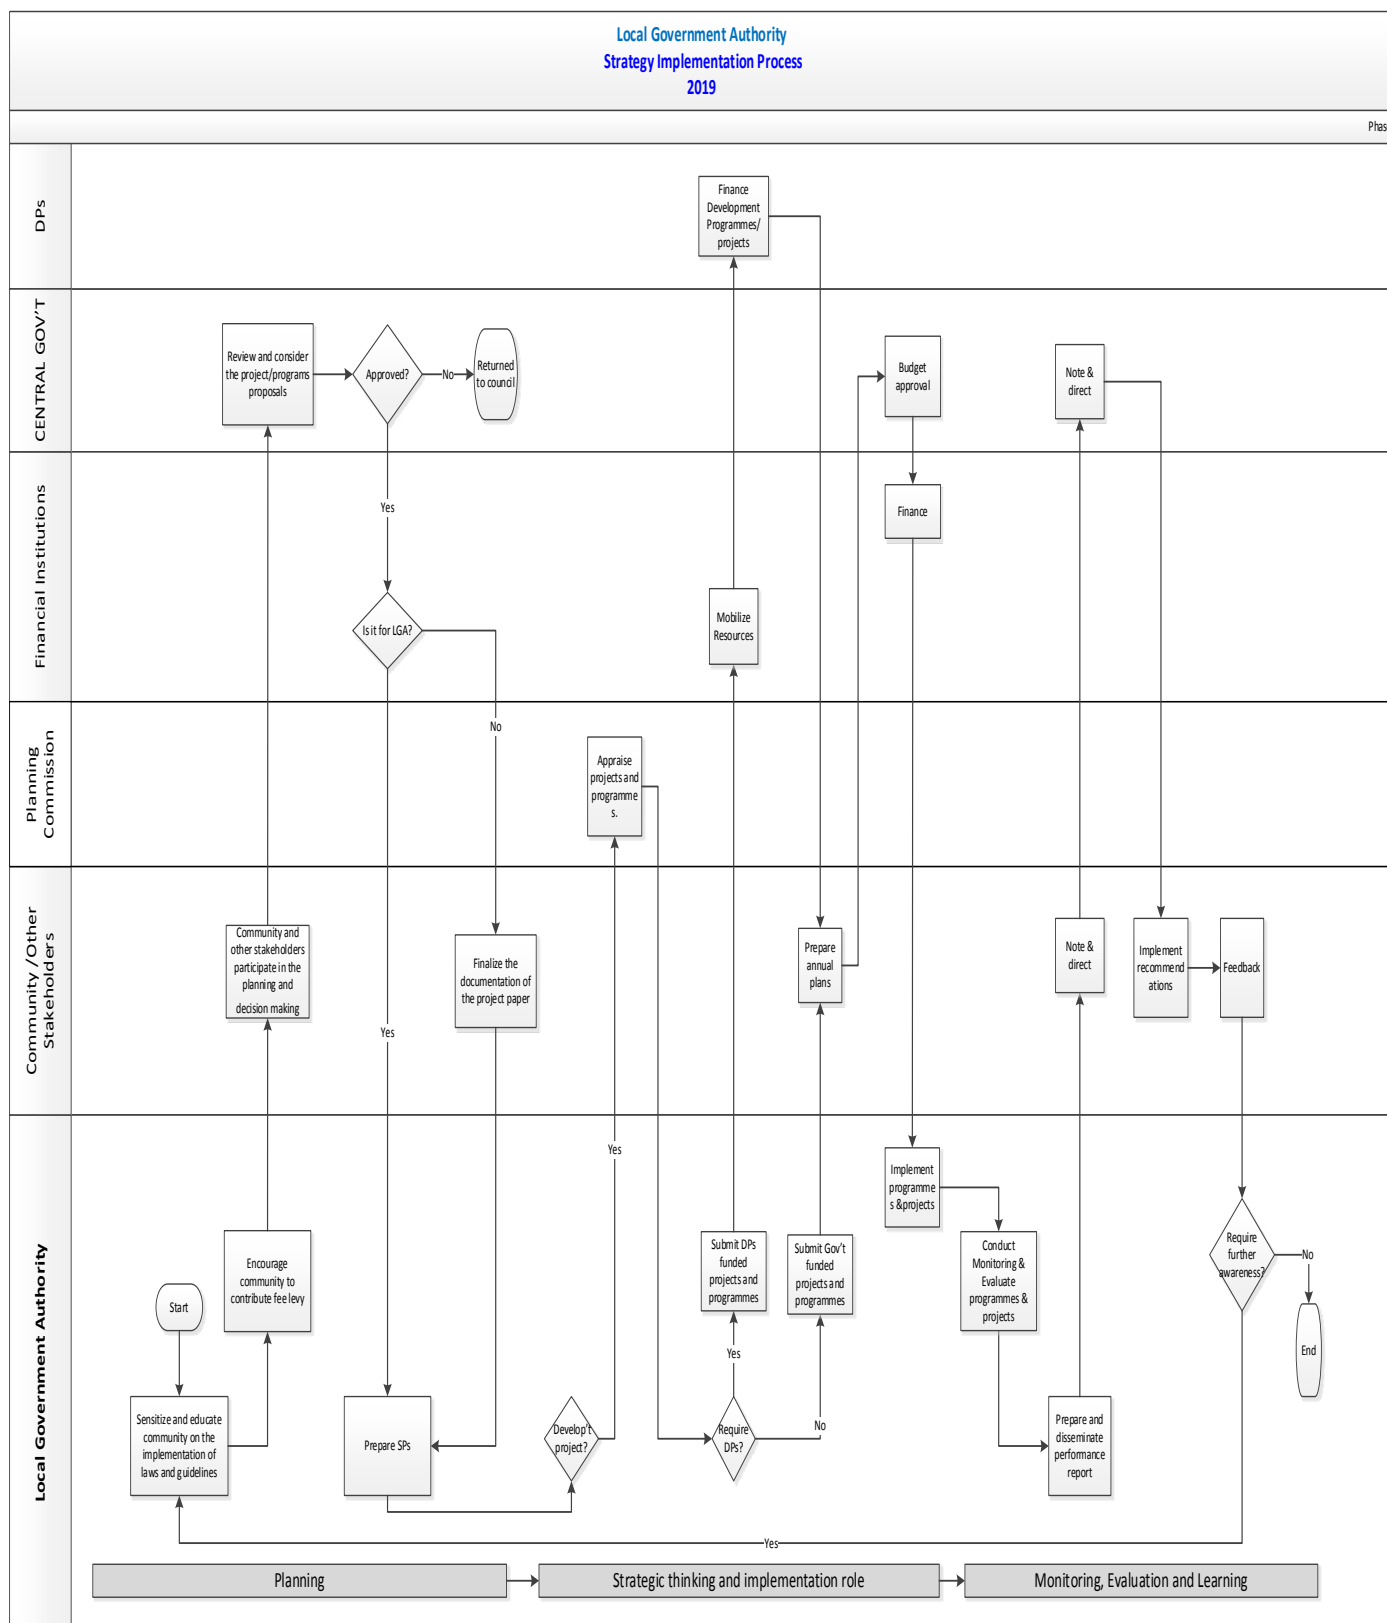 Local Government Authority
Strategy Implementation Process
2019
Phas
DPs
Finance
Development
Programmes/
projects
CENTRAL GOV'T
Review and consider
the project/programs
proposals
Approved?
No
Returned
to council
Budget
approval
Note &
direct
Financial Institutions
Yes
Finance
Is it for LGA?
Mobilize
Resources
Planning
Commission
No
Appraise
projects and
programme
s.
Community /Other
Stakeholders
Community and
other stakeholders
participate in the
planning and
decision making
Yes
Finalize the
documentation of
the project paper
Prepare
annual
plans
Note &
direct
Implement
recommend
ations
Feedback
Local Government Authority
Start
Sensitize and educate
community on the
implementation of
laws and guidelines
Encourage
community to
contribute fee levy
Prepare SPs
Develop't
project?
Yes
Submit DPs
funded
projects and
programmes
Yes
Require
DPs?
No
Submit Gov't
funded
projects and
programmes
Implement
programme
s &projects
Conduct
Monitoring &
Evaluate
programmes &
projects
Prepare and
disseminate
performance
report
Require
further
awareness?
No
End
Yes
Planning
Strategic thinking and implementation role
Monitoring, Evaluation and Learning